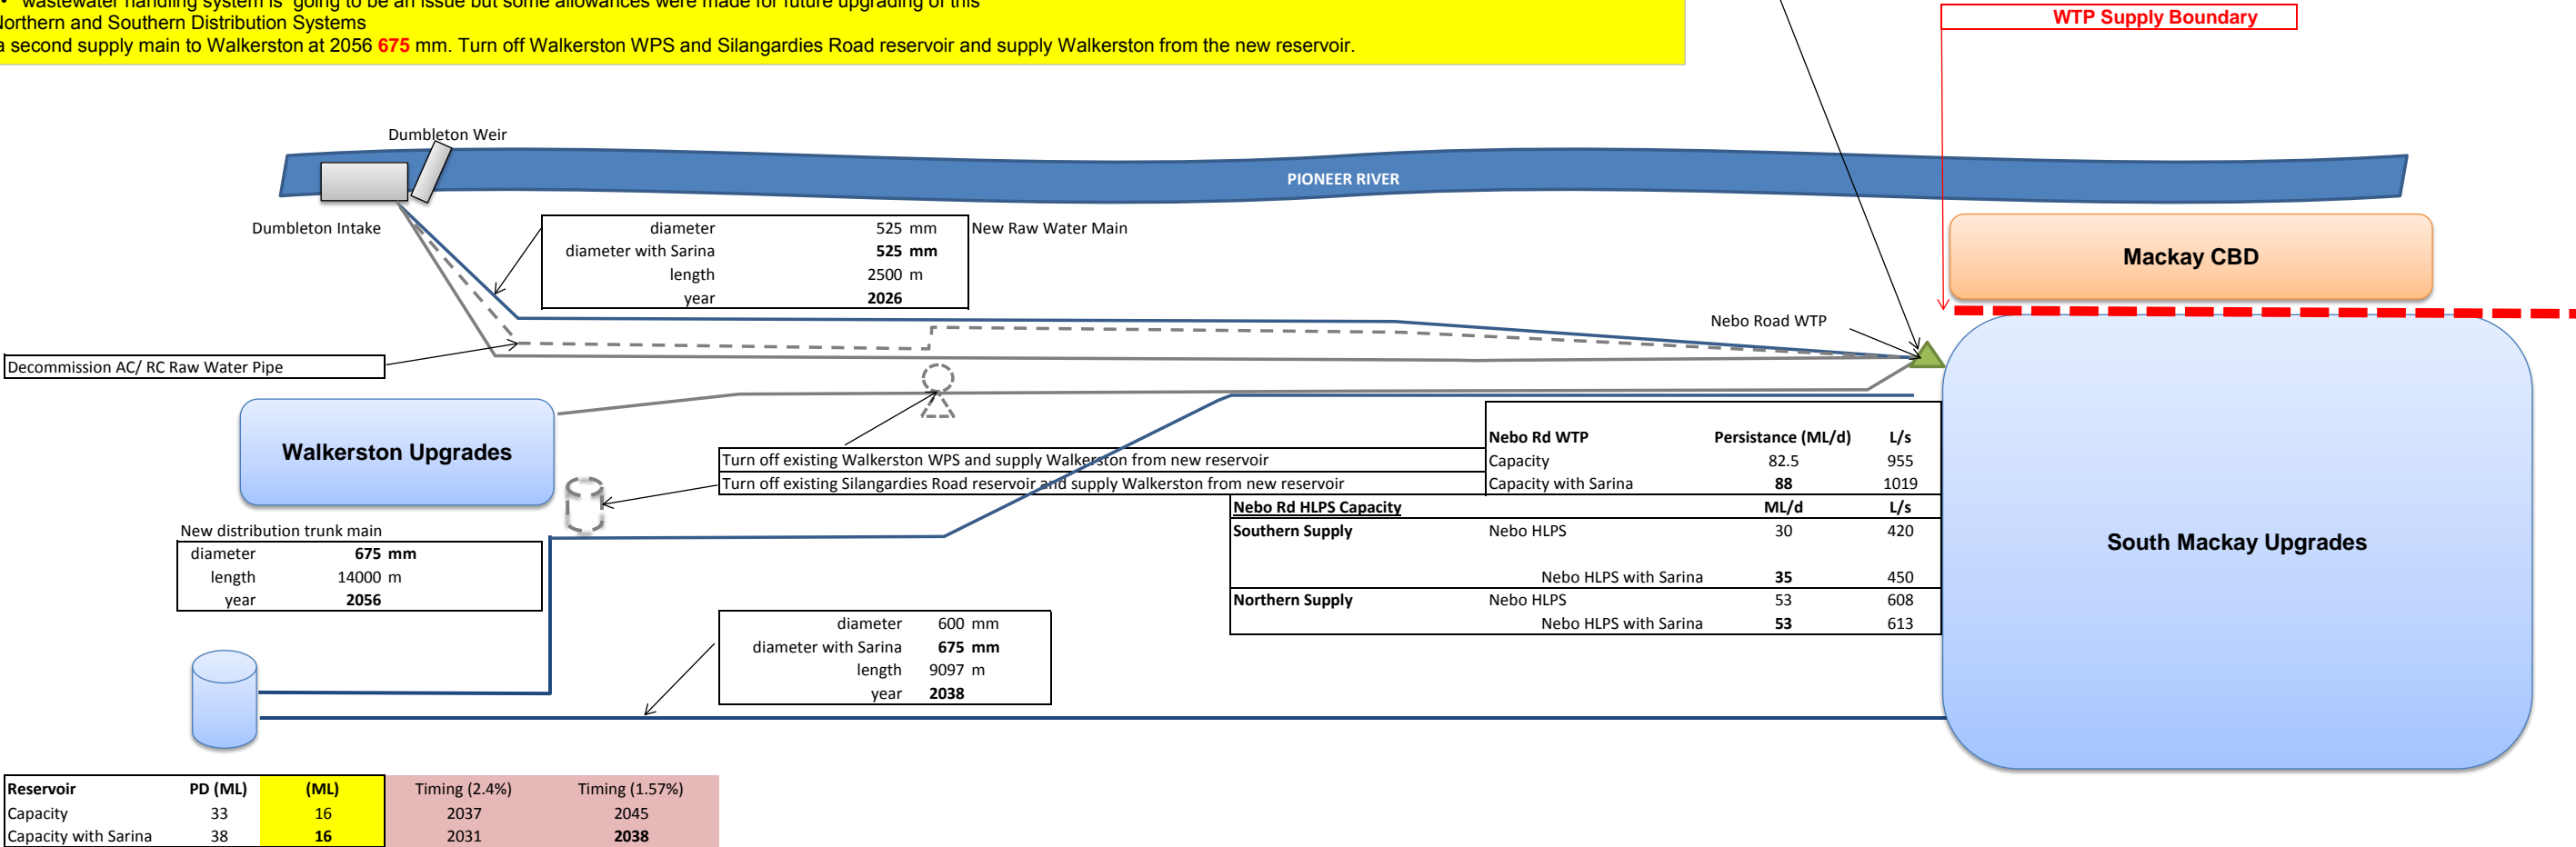 • wastewater handling system is going to be an issue but some allowances were made for future upgrading of this
Northern and Southern Distribution Systems
a second supply main to Walkerston at 2056 675 mm. Turn off Walkerston WPS and Silangardies Road reservoir and supply Walkerston from the new reservoir.
WTP Supply Boundary
Dumbleton Weir
PIONEER RIVER
Dumbleton Intake
diameter 525 mm
diameter with Sarina 525 mm
length 2500 m
year 2026
New Raw Water Main
Mackay CBD
Nebo Road WTP
Decommission AC/ RC Raw Water Pipe
Walkerston Upgrades
Turn off existing Walkerston WPS and supply Walkerston from new reservoir
Turn off existing Silangardies Road reservoir and supply Walkerston from new reservoir
Nebo Rd WTP Persistance (ML/d) L/s
Capacity 82.5 955
Capacity with Sarina 88 1019
Nebo Rd HLPS Capacity ML/d L/s
Southern Supply Nebo HLPS 30 420
Nebo HLPS with Sarina 35 450
Northern Supply Nebo HLPS 53 608
Nebo HLPS with Sarina 53 613
South Mackay Upgrades
New distribution trunk main
diameter 675 mm
length 14000 m
year 2056
diameter 600 mm
diameter with Sarina 675 mm
length 9097 m
year 2038
Reservoir PD (ML) (ML) Timing (2.4%) Timing (1.57%)
Capacity 33 16 2037 2045
Capacity with Sarina 38 16 2031 2038